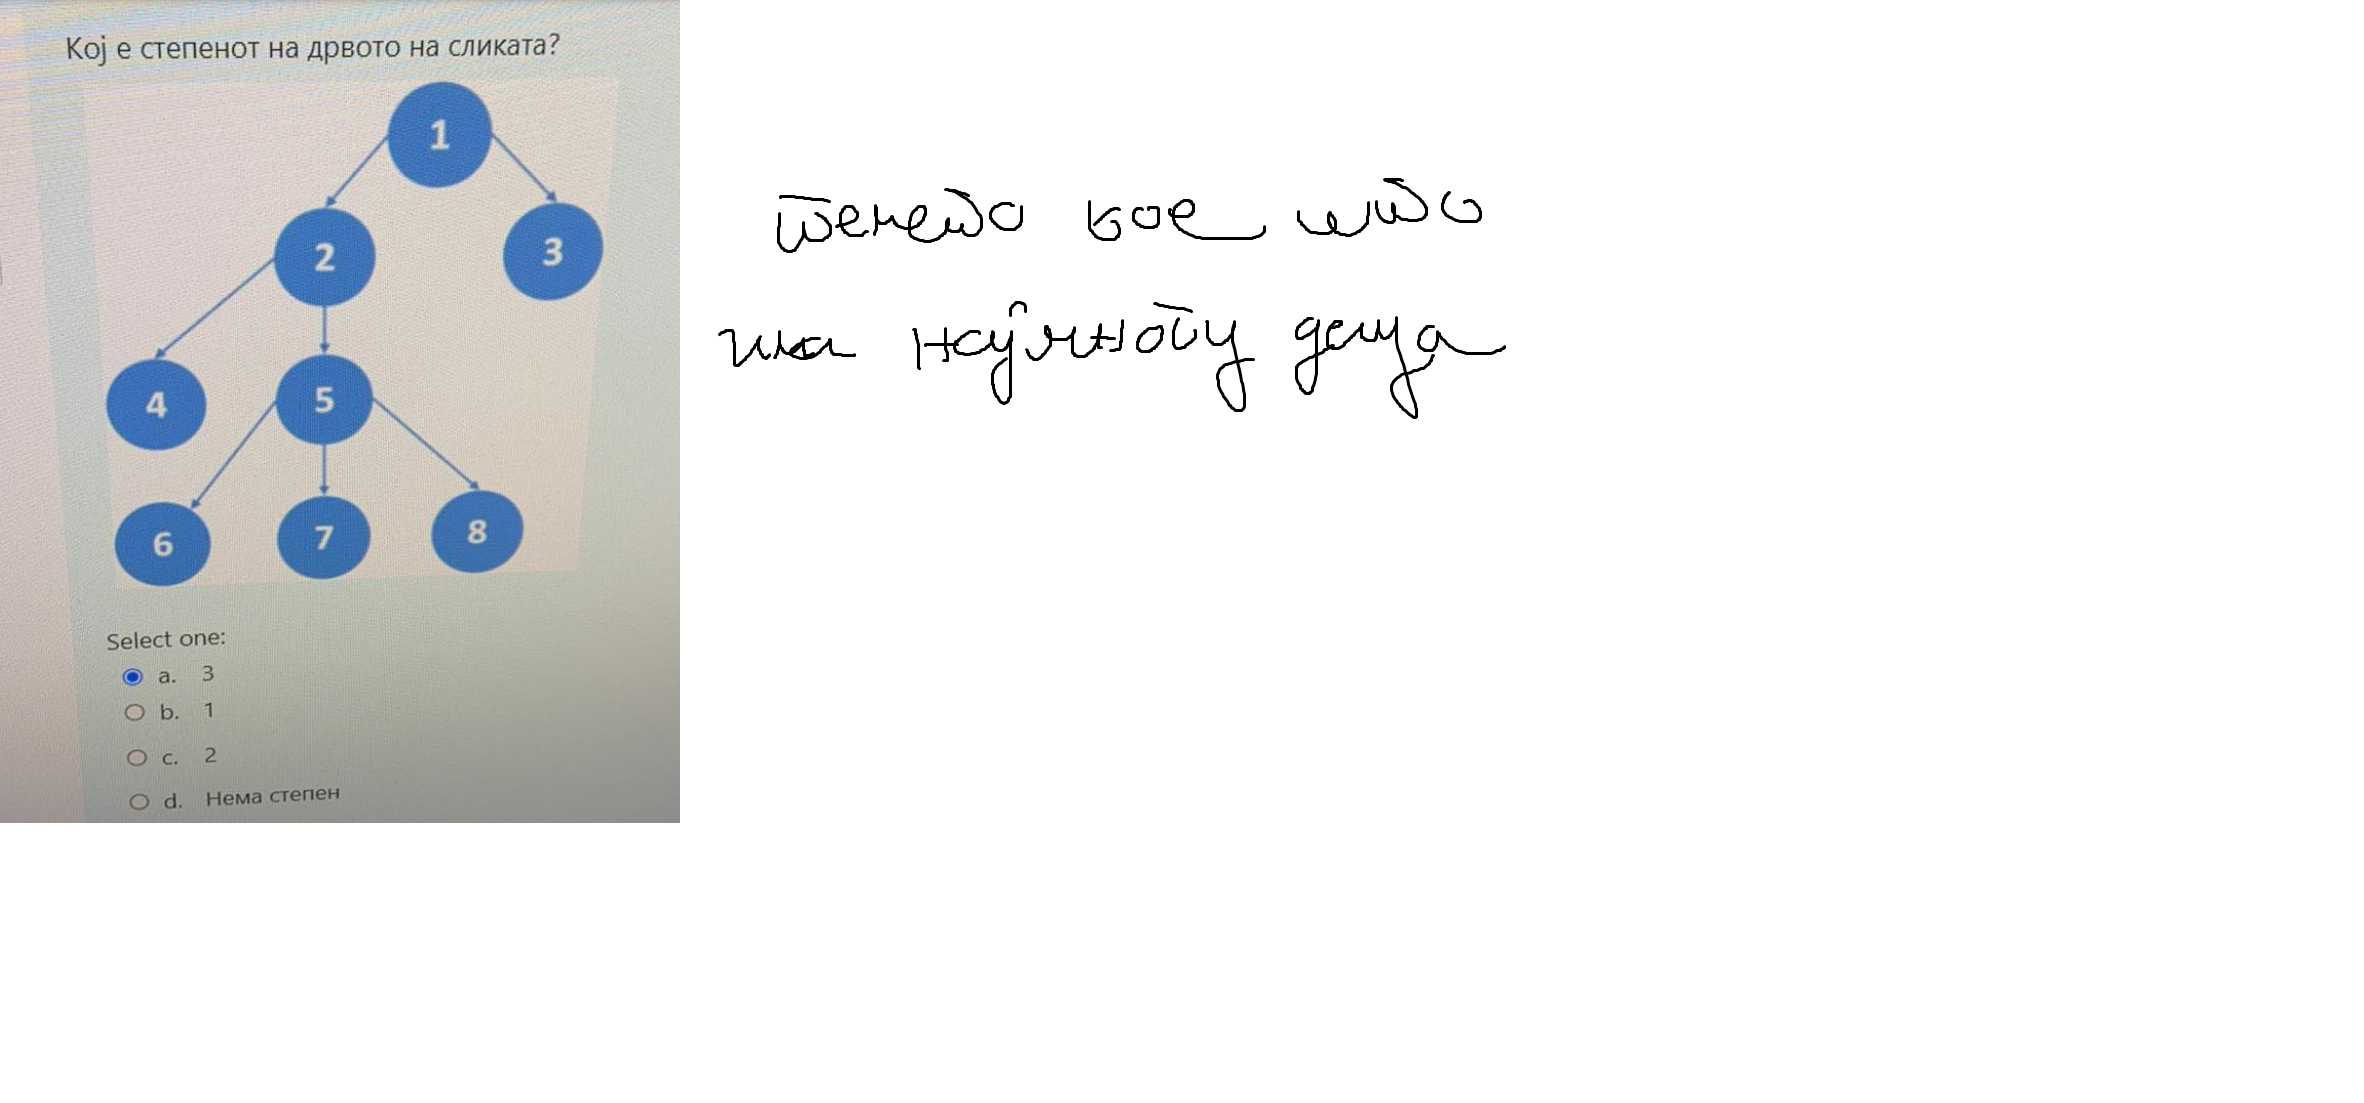 Кој е степенот на дрвото на сликата?
1
2
3
4
5
6
7
8
Select one:
a. 3
b. 1
c. 2
d. Нема степен
темето кое што
има најмногу деца